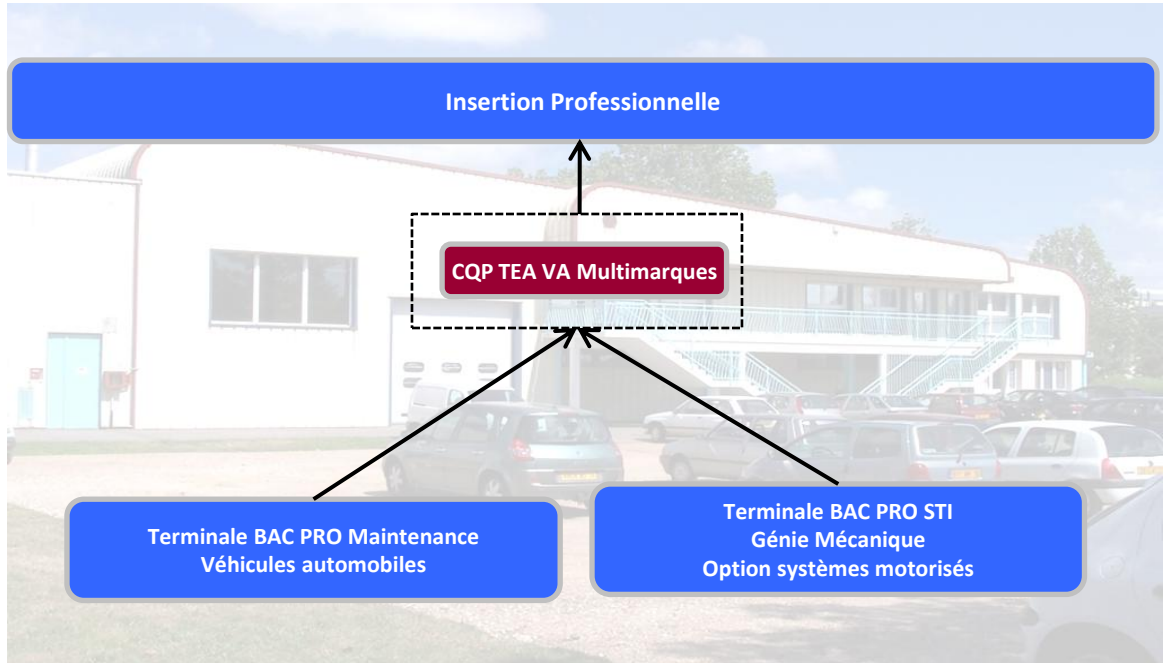 Insertion Professionnelle
CQP TEA VA Multimarques
Terminale BAC PRO Maintenance
Véhicules automobiles
Terminale BAC PRO STI
Génie Mécanique
Option systèmes motorisés